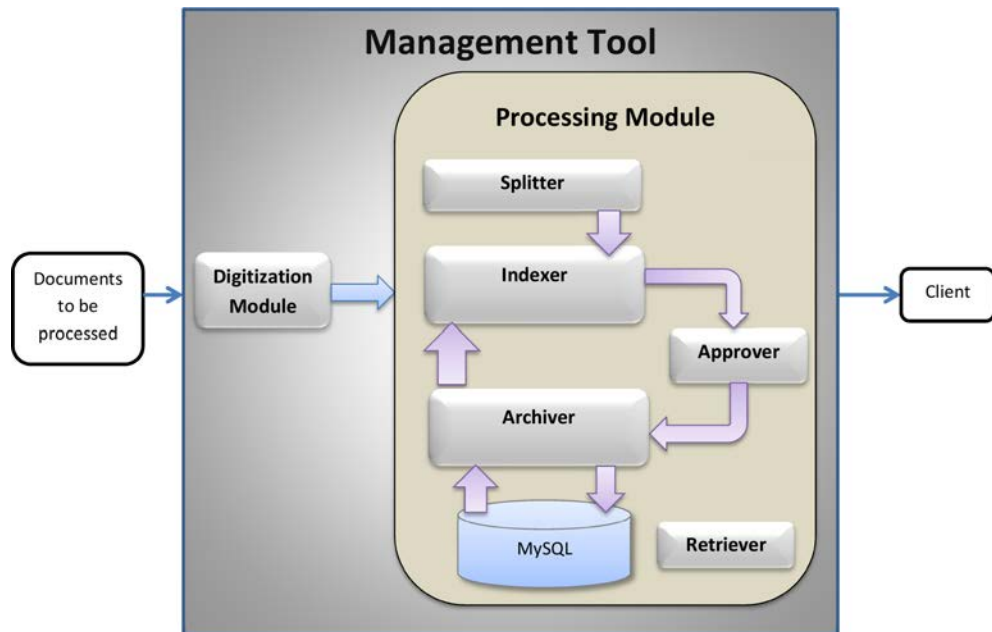 Management Tool
Processing Module
Splitter
Indexer
Documents
to be
processed
Digitization
Module
Client
Approver
Archiver
MySQL
Retriever